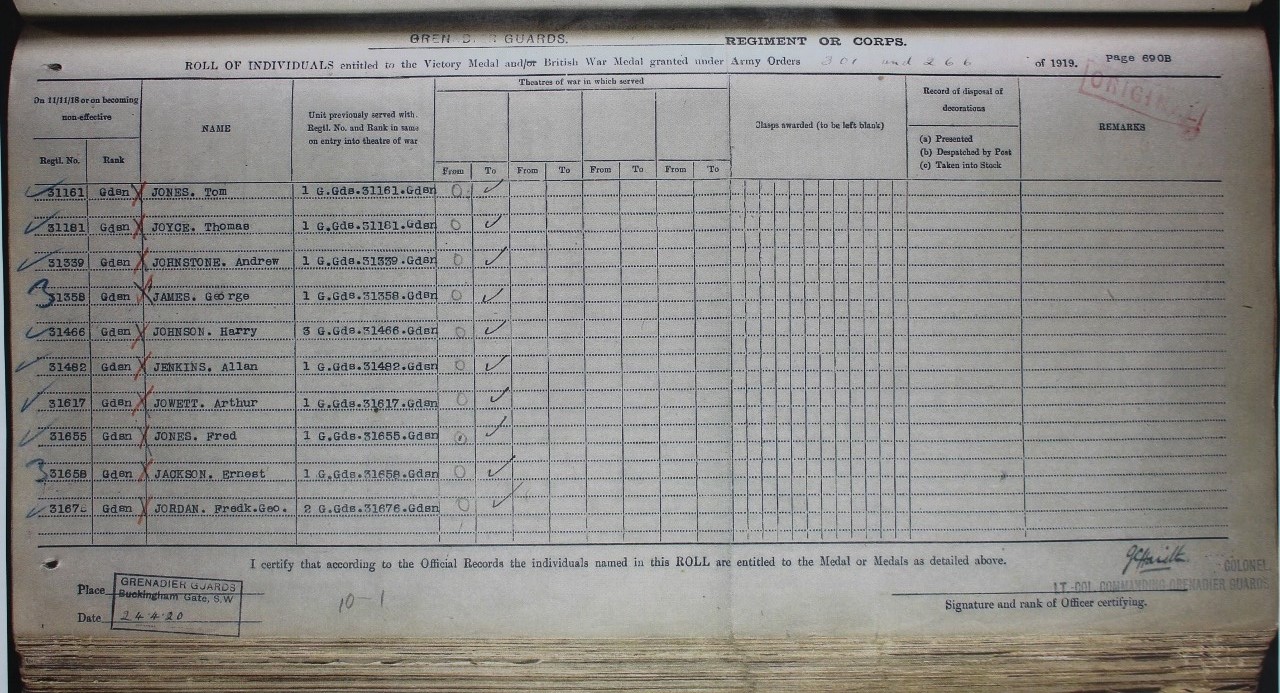 GREN D R GUARDS. REGIMENT OR CORPS.
ROLL OF INDIVIDUALS entitled to the Victory Medal and/or British War Medal granted under Army Orders 301 and 266 of 1919. Page 690B
ORIGINAL
On 11/11/18 or on becoming non-effective
Regtl. No. Rank
NAME
Unit previously served with. Regtl. No. and Rank in same on entry into theatre of war
Theatres of war in which served
From To From To From To From To
Clasps awarded (to be left blank)
Record of disposal of decorations
(a) Presented
(b) Despatched by Post
(c) Taken into Stock
REMARKS
31161 Gdsn JONES. Tom 1 G.Gds.31161.Gdsn
31181 Gdsn JOYCE. Thomas 1 G.Gds.31181.Gdsn
31339 Gdsn JOHNSTONE. Andrew 1 G.Gds.31339.Gdsn
31358 Gdsn JAMES. George 1 G.Gds.31358.Gdsn
31466 Gdsn JOHNSON. Harry 3 G.Gds.31466.Gdsn
31482 Gdsn JENKINS. Allan 1 G.Gds.31482.Gdsn
31617 Gdsn JOWETT. Arthur 1 G.Gds.31617.Gdsn
31655 Gdsn JONES. Fred 1 G.Gds.31655.Gdsn
31658 Gdsn JACKSON. Ernest 1 G.Gds.31658.Gdsn
31676 Gdsn JORDAN. Fredk.Geo. 2 G.Gds.31676.Gdsn
I certify that according to the Official Records the individuals named in this ROLL are entitled to the Medal or Medals as detailed above.
COLONEL,
LT-COL. COMMANDING GRENADIER GUARDS.
Signature and rank of Officer certifying.
Place GRENADIER GUARDS
Buckingham Gate, S.W
Date 24.4.20
10-1